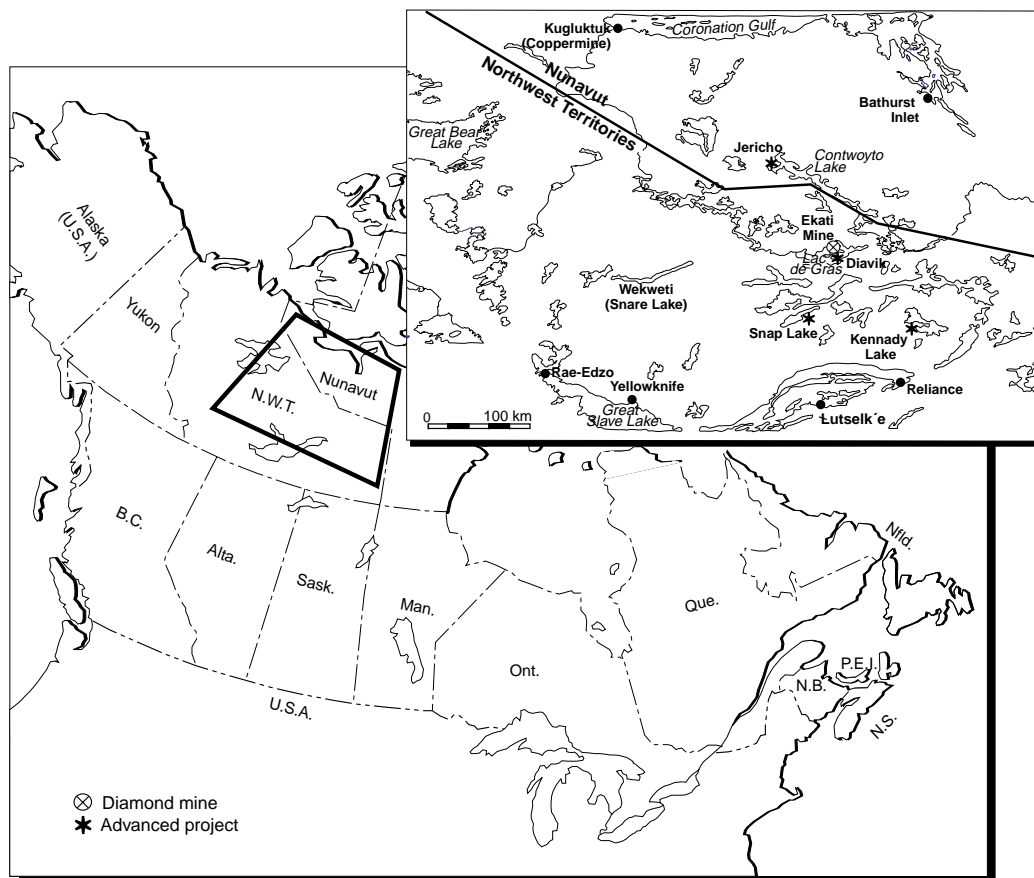 Kugluktuk
(Coppermine)
Coronation Gulf
Nunavut
Northwest Territories
Bathurst
Inlet
Great Bear
Lake
Jericho
Contwoyto
Lake
Ekati
Mine
Lac
de Gras
Diavik
Wekweti
(Snare Lake)
Snap Lake
Kennady
Lake
Rae-Edzo
Yellowknife
Reliance
Great
Slave Lake
Łutselk´e
0 100 km
Alaska
(U.S.A.)
Yukon
N.W.T.
Nunavut
B.C.
Alta.
Sask.
Man.
Ont.
Que.
Nfld.
P.E.I.
N.B.
N.S.
U.S.A.
Diamond mine
Advanced project